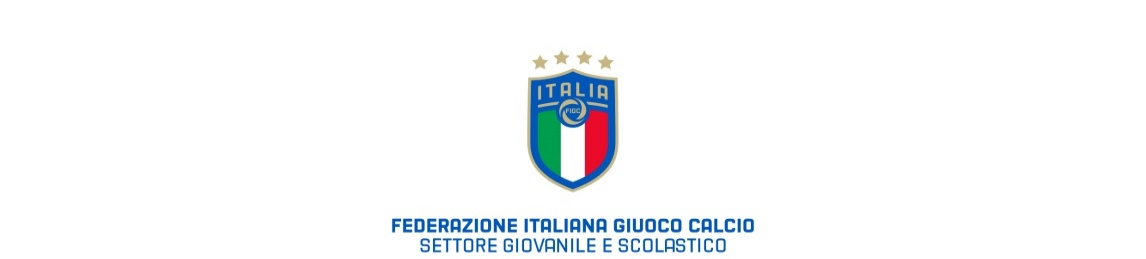 ITALIA
FIGC
FEDERAZIONE ITALIANA GIUOCO CALCIO
SETTORE GIOVANILE E SCOLASTICO